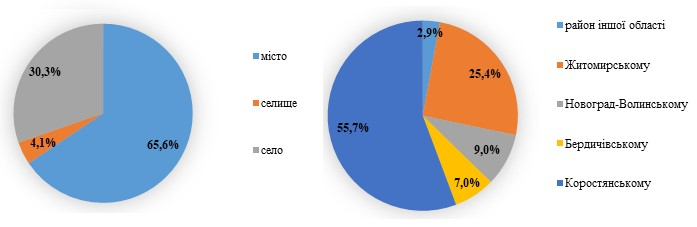 30,3%
4,1%
65,6%
місто
селище
село
2,9%
25,4%
9,0%
7,0%
55,7%
район іншої області
Житомирському
Новоград-Волинському
Бердичівському
Коростянському